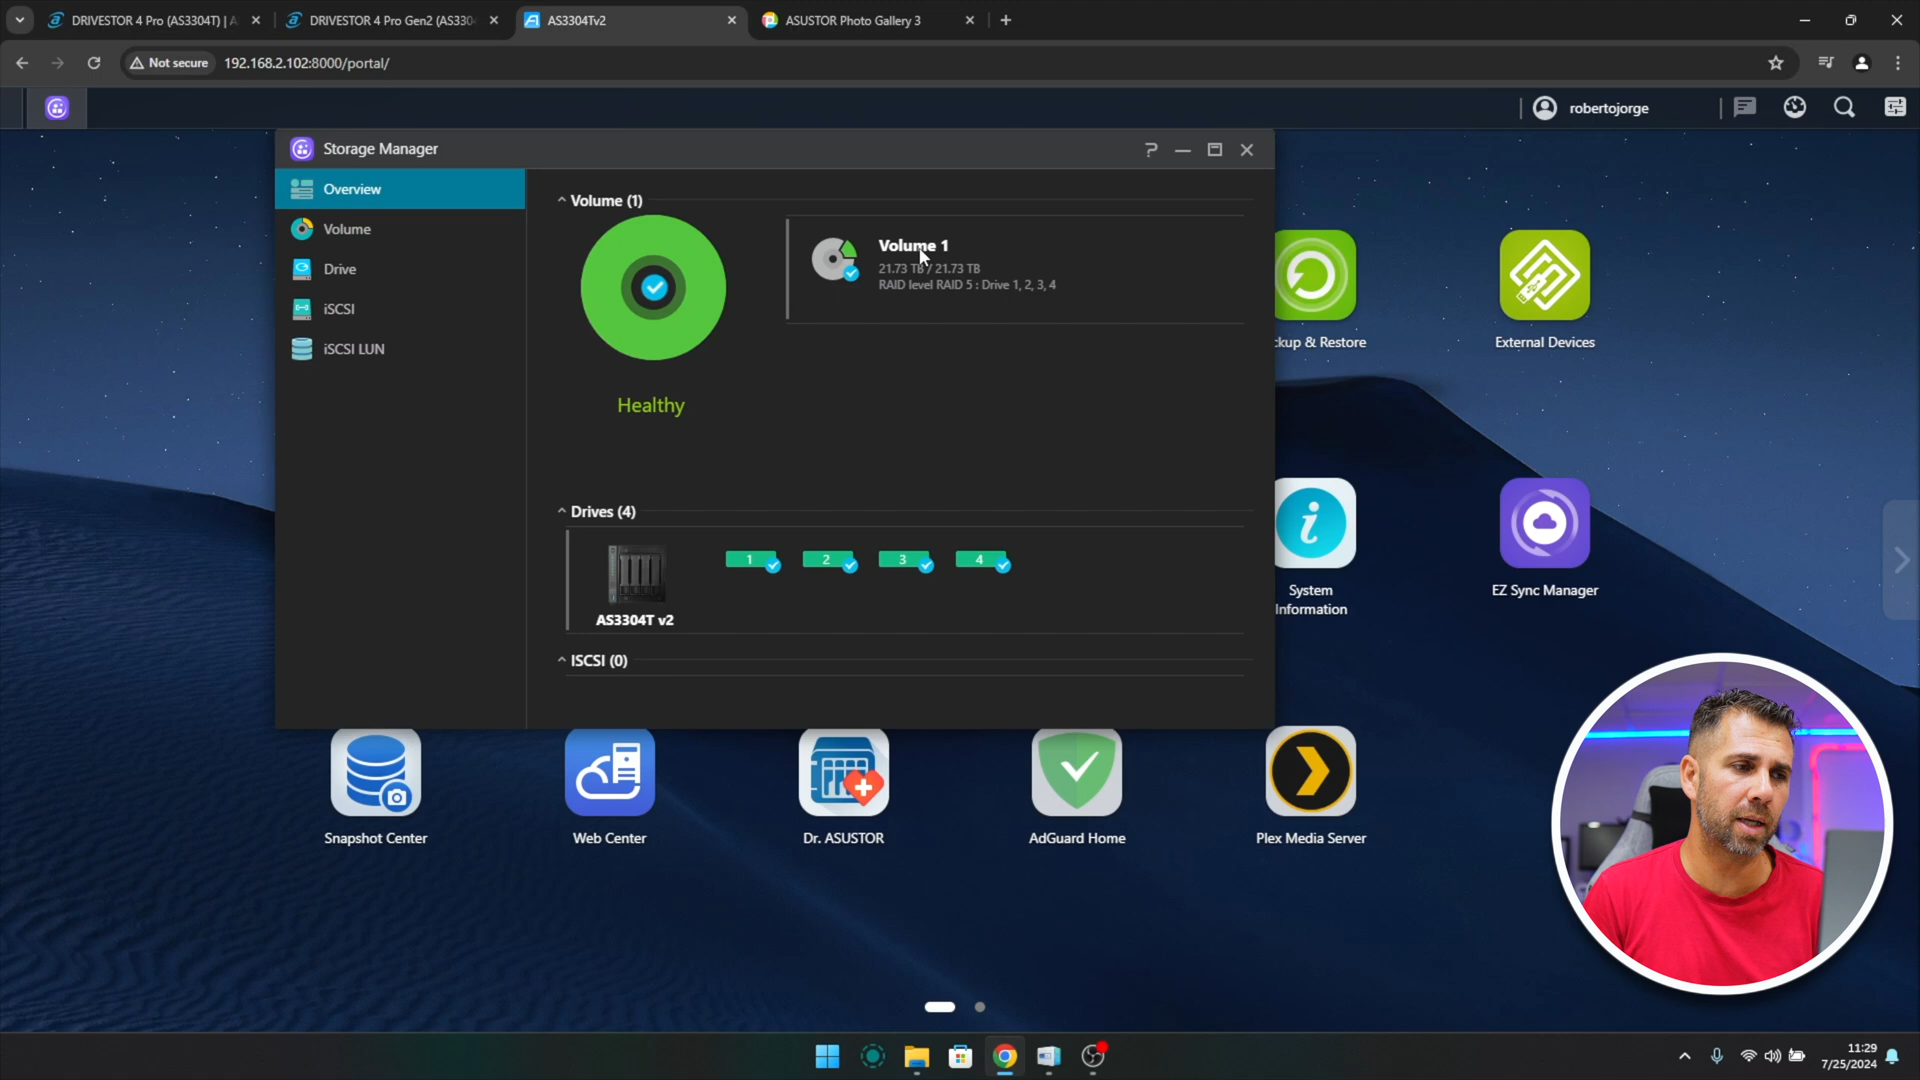 DRIVESTOR 4 Pro (AS3304T) | A
DRIVESTOR 4 Pro Gen2 (AS330
AS3304Tv2
ASUSTOR Photo Gallery 3
Not secure
192.168.2.102:8000/portal/
robertojorge
Storage Manager
Overview
Volume
Drive
iSCSI
iSCSI LUN
Volume (1)
Healthy
Volume 1
21.73 TB / 21.73 TB
RAID level RAID 5 : Drive 1, 2, 3, 4
Drives (4)
1
2
3
4
AS3304T v2
ISCSI (0)
ckup & Restore
External Devices
System
Information
EZ Sync Manager
Snapshot Center
Web Center
Dr. ASUSTOR
AdGuard Home
Plex Media Server
11:29
7/25/2024